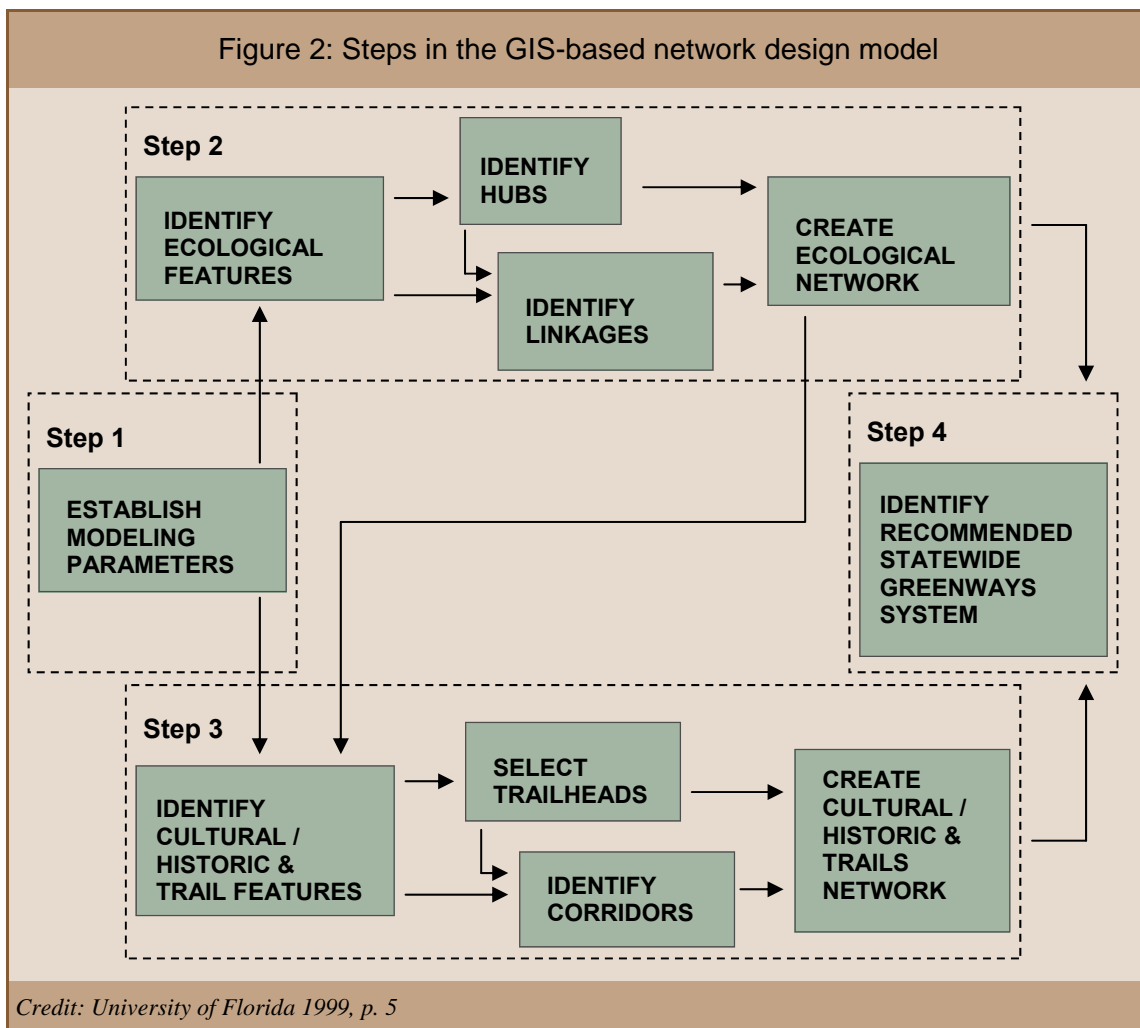 Figure 2: Steps in the GIS-based network design model
Step 2
IDENTIFY
ECOLOGICAL
FEATURES
IDENTIFY
HUBS
IDENTIFY
LINKAGES
CREATE
ECOLOGICAL
NETWORK
Step 1
ESTABLISH
MODELING
PARAMETERS
Step 4
IDENTIFY
RECOMMENDED
STATEWIDE
GREENWAYS
SYSTEM
Step 3
IDENTIFY
CULTURAL /
HISTORIC &
TRAIL FEATURES
SELECT
TRAILHEADS
IDENTIFY
CORRIDORS
CREATE
CULTURAL /
HISTORIC &
TRAILS
NETWORK
Credit: University of Florida 1999, p. 5